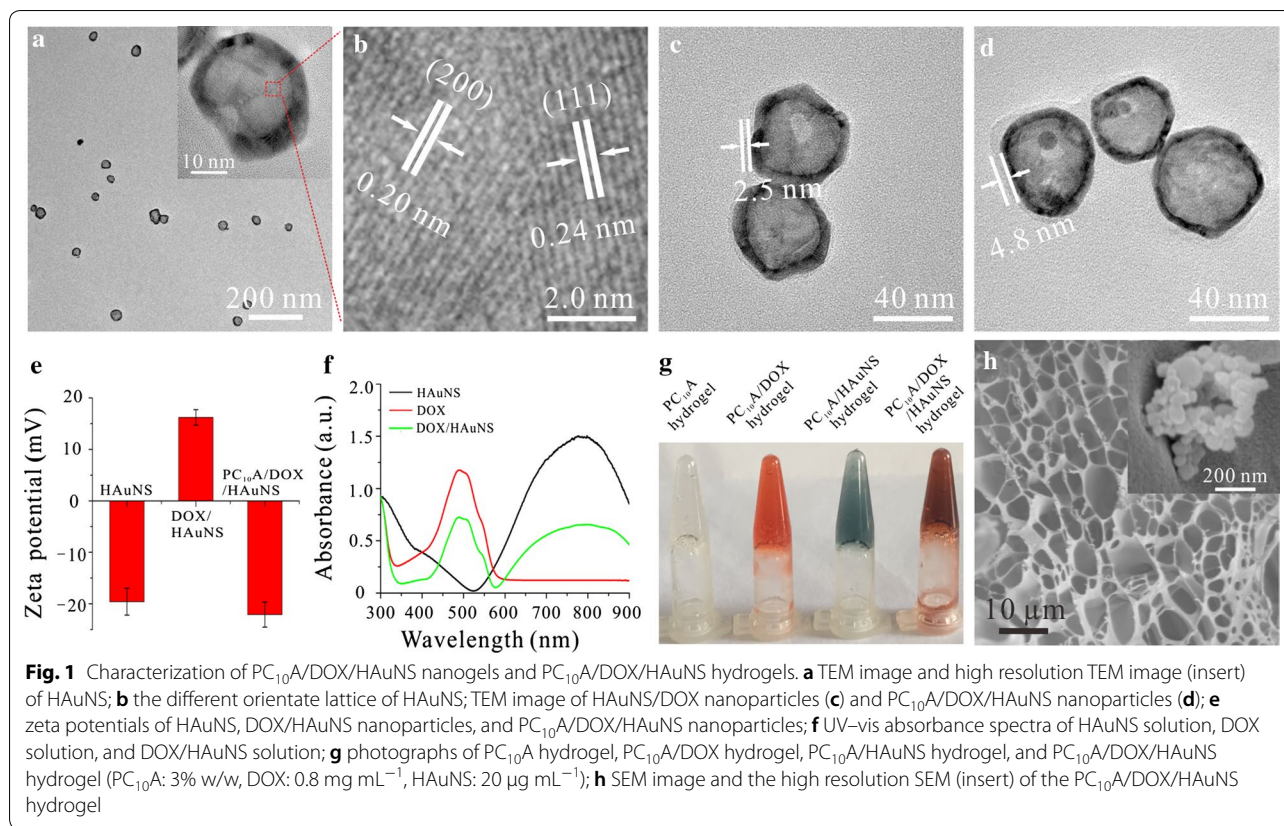 a
10 nm
200 nm
b
(200)
0.20 nm
(111)
0.24 nm
2.0 nm
c
2.5 nm
40 nm
d
4.8 nm
40 nm
e
Zeta potential (mV)
20
10
0
−10
−20
HAuNS
DOX/
HAuNS
PC₁₀A/DOX
/HAuNS
f
Absorbance (a.u.)
2.0
1.5
1.0
0.5
0
HAuNS
DOX
DOX/HAuNS
300 400 500 600 700 800 900
Wavelength (nm)
g
PC₁₀A
hydrogel
PC₁₀A/DOX
hydrogel
PC₁₀A/HAuNS
hydrogel
PC₁₀A/DOX
/HAuNS
hydrogel
h
200 nm
10 μm
Fig. 1 Characterization of PC₁₀A/DOX/HAuNS nanogels and PC₁₀A/DOX/HAuNS hydrogels. a TEM image and high resolution TEM image (insert)
of HAuNS; b the different orientate lattice of HAuNS; TEM image of HAuNS/DOX nanoparticles (c) and PC₁₀A/DOX/HAuNS nanoparticles (d); e
zeta potentials of HAuNS, DOX/HAuNS nanoparticles, and PC₁₀A/DOX/HAuNS nanoparticles; f UV–vis absorbance spectra of HAuNS solution, DOX
solution, and DOX/HAuNS solution; g photographs of PC₁₀A hydrogel, PC₁₀A/DOX hydrogel, PC₁₀A/HAuNS hydrogel, and PC₁₀A/DOX/HAuNS
hydrogel (PC₁₀A: 3% w/w, DOX: 0.8 mg mL⁻¹, HAuNS: 20 μg mL⁻¹); h SEM image and the high resolution SEM (insert) of the PC₁₀A/DOX/HAuNS
hydrogel